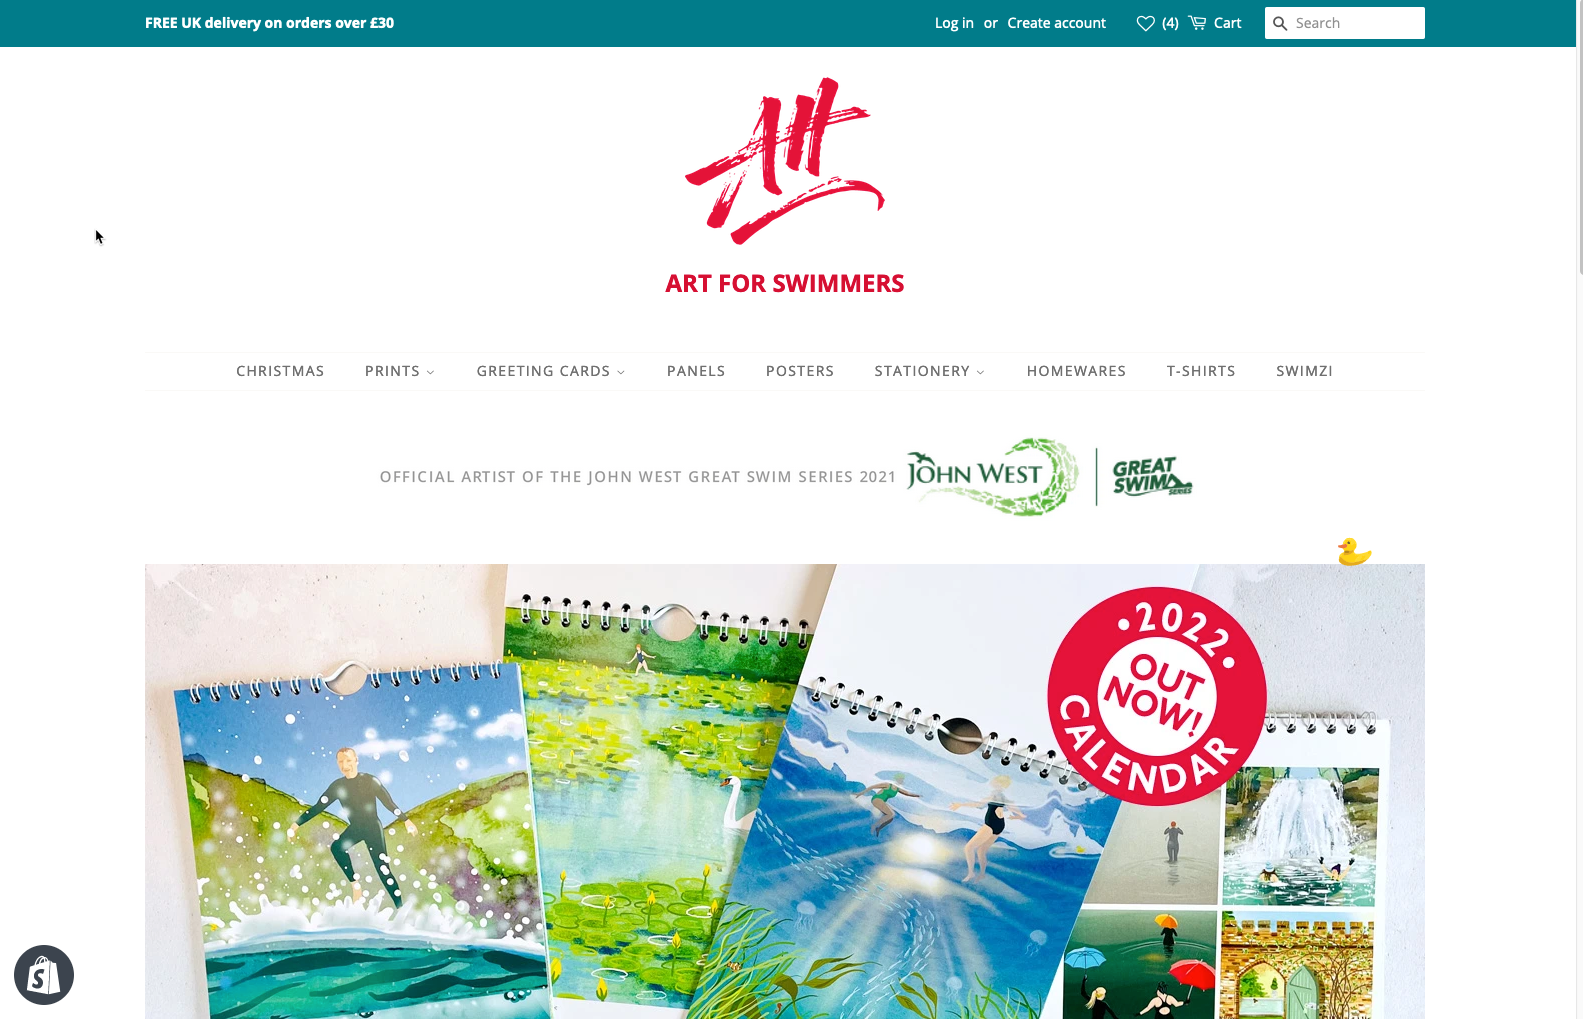 FREE UK delivery on orders over £30
Log in or Create account (4) Cart Search
Art
ART FOR SWIMMERS
CHRISTMAS PRINTS GREETING CARDS PANELS POSTERS STATIONERY HOMEWARES T-SHIRTS SWIMZI
OFFICIAL ARTIST OF THE JOHN WEST GREAT SWIM SERIES 2021
JOHN WEST
GREAT
SWIM
SERIES
• 2022 •
OUT
NOW!
CALENDAR
S